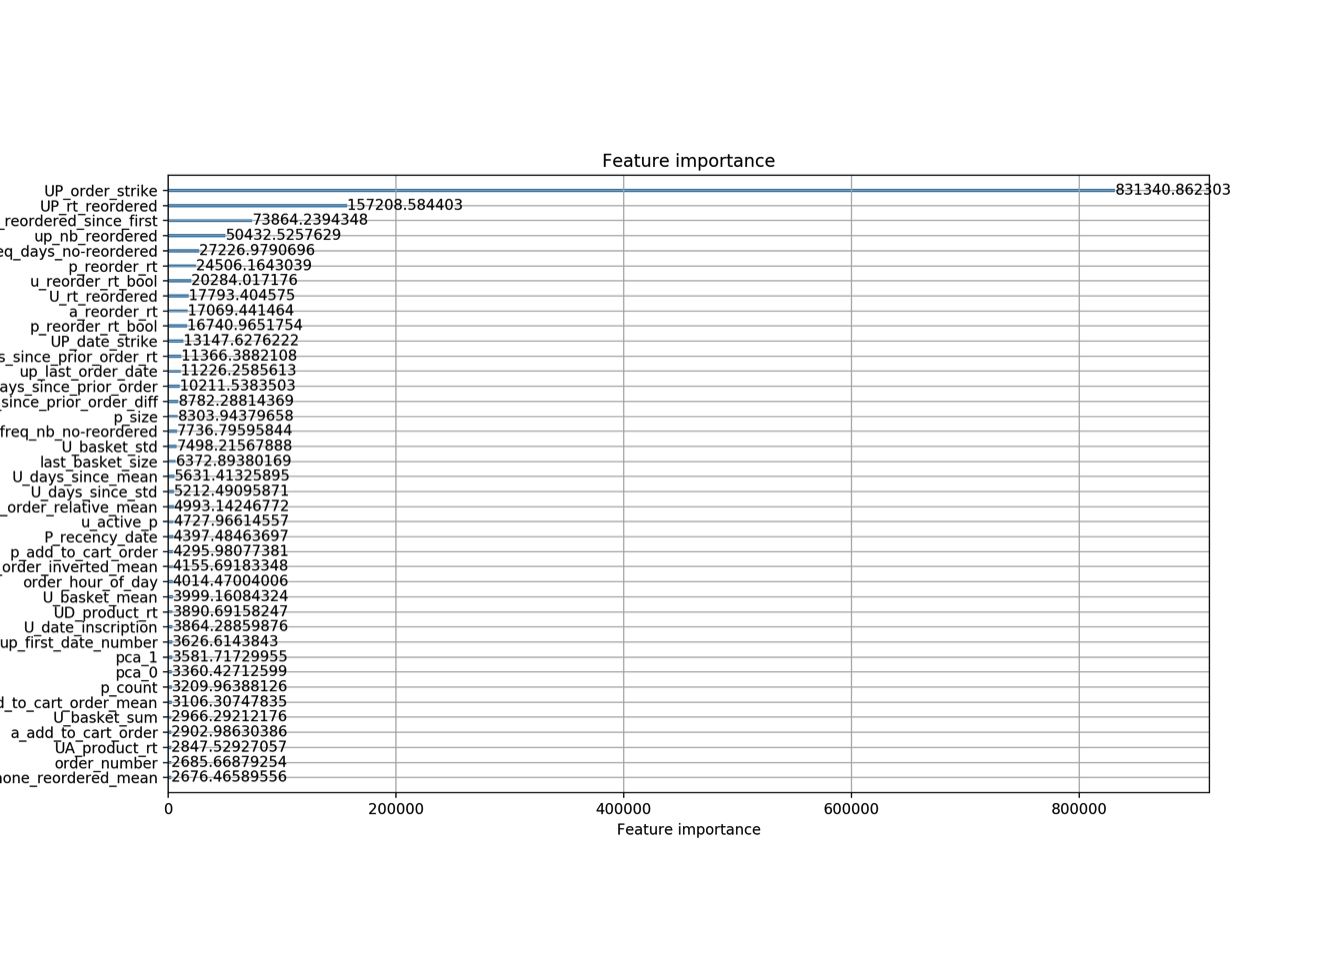 Feature importance
UP_order_strike 831340.862303
UP_rt_reordered 157208.584403
_reordered_since_first 73864.2394348
up_nb_reordered 50432.5257629
eq_days_no-reordered 27226.9790696
p_reorder_rt 24506.1643039
u_reorder_rt_bool 20284.017176
U_rt_reordered 17793.404575
a_reorder_rt 17069.441464
p_reorder_rt_bool 16740.9651754
UP_date_strike 13147.6276222
s_since_prior_order_rt 11366.3882108
up_last_order_date 11226.2585613
ays_since_prior_order 10211.5383503
_since_prior_order_diff 8782.28814369
p_size 8303.94379658
freq_nb_no-reordered 7736.79595844
U_basket_std 7498.21567888
last_basket_size 6372.89380169
U_days_since_mean 5631.41325895
U_days_since_std 5212.49095871
_order_relative_mean 4993.14246772
u_active_p 4727.96614557
P_recency_date 4397.48463697
p_add_to_cart_order 4295.98077381
_order_inverted_mean 4155.69183348
order_hour_of_day 4014.47004006
U_basket_mean 3999.16084324
UD_product_rt 3890.69158247
U_date_inscription 3864.28859876
up_first_date_number 3626.6143843
pca_1 3581.71729955
pca_0 3360.42712599
p_count 3209.96388126
d_to_cart_order_mean 3106.30747835
U_basket_sum 2966.29212176
a_add_to_cart_order 2902.98630386
UA_product_rt 2847.52927057
order_number 2685.66879254
none_reordered_mean 2676.46589556
0 200000 400000 600000 800000
Feature importance